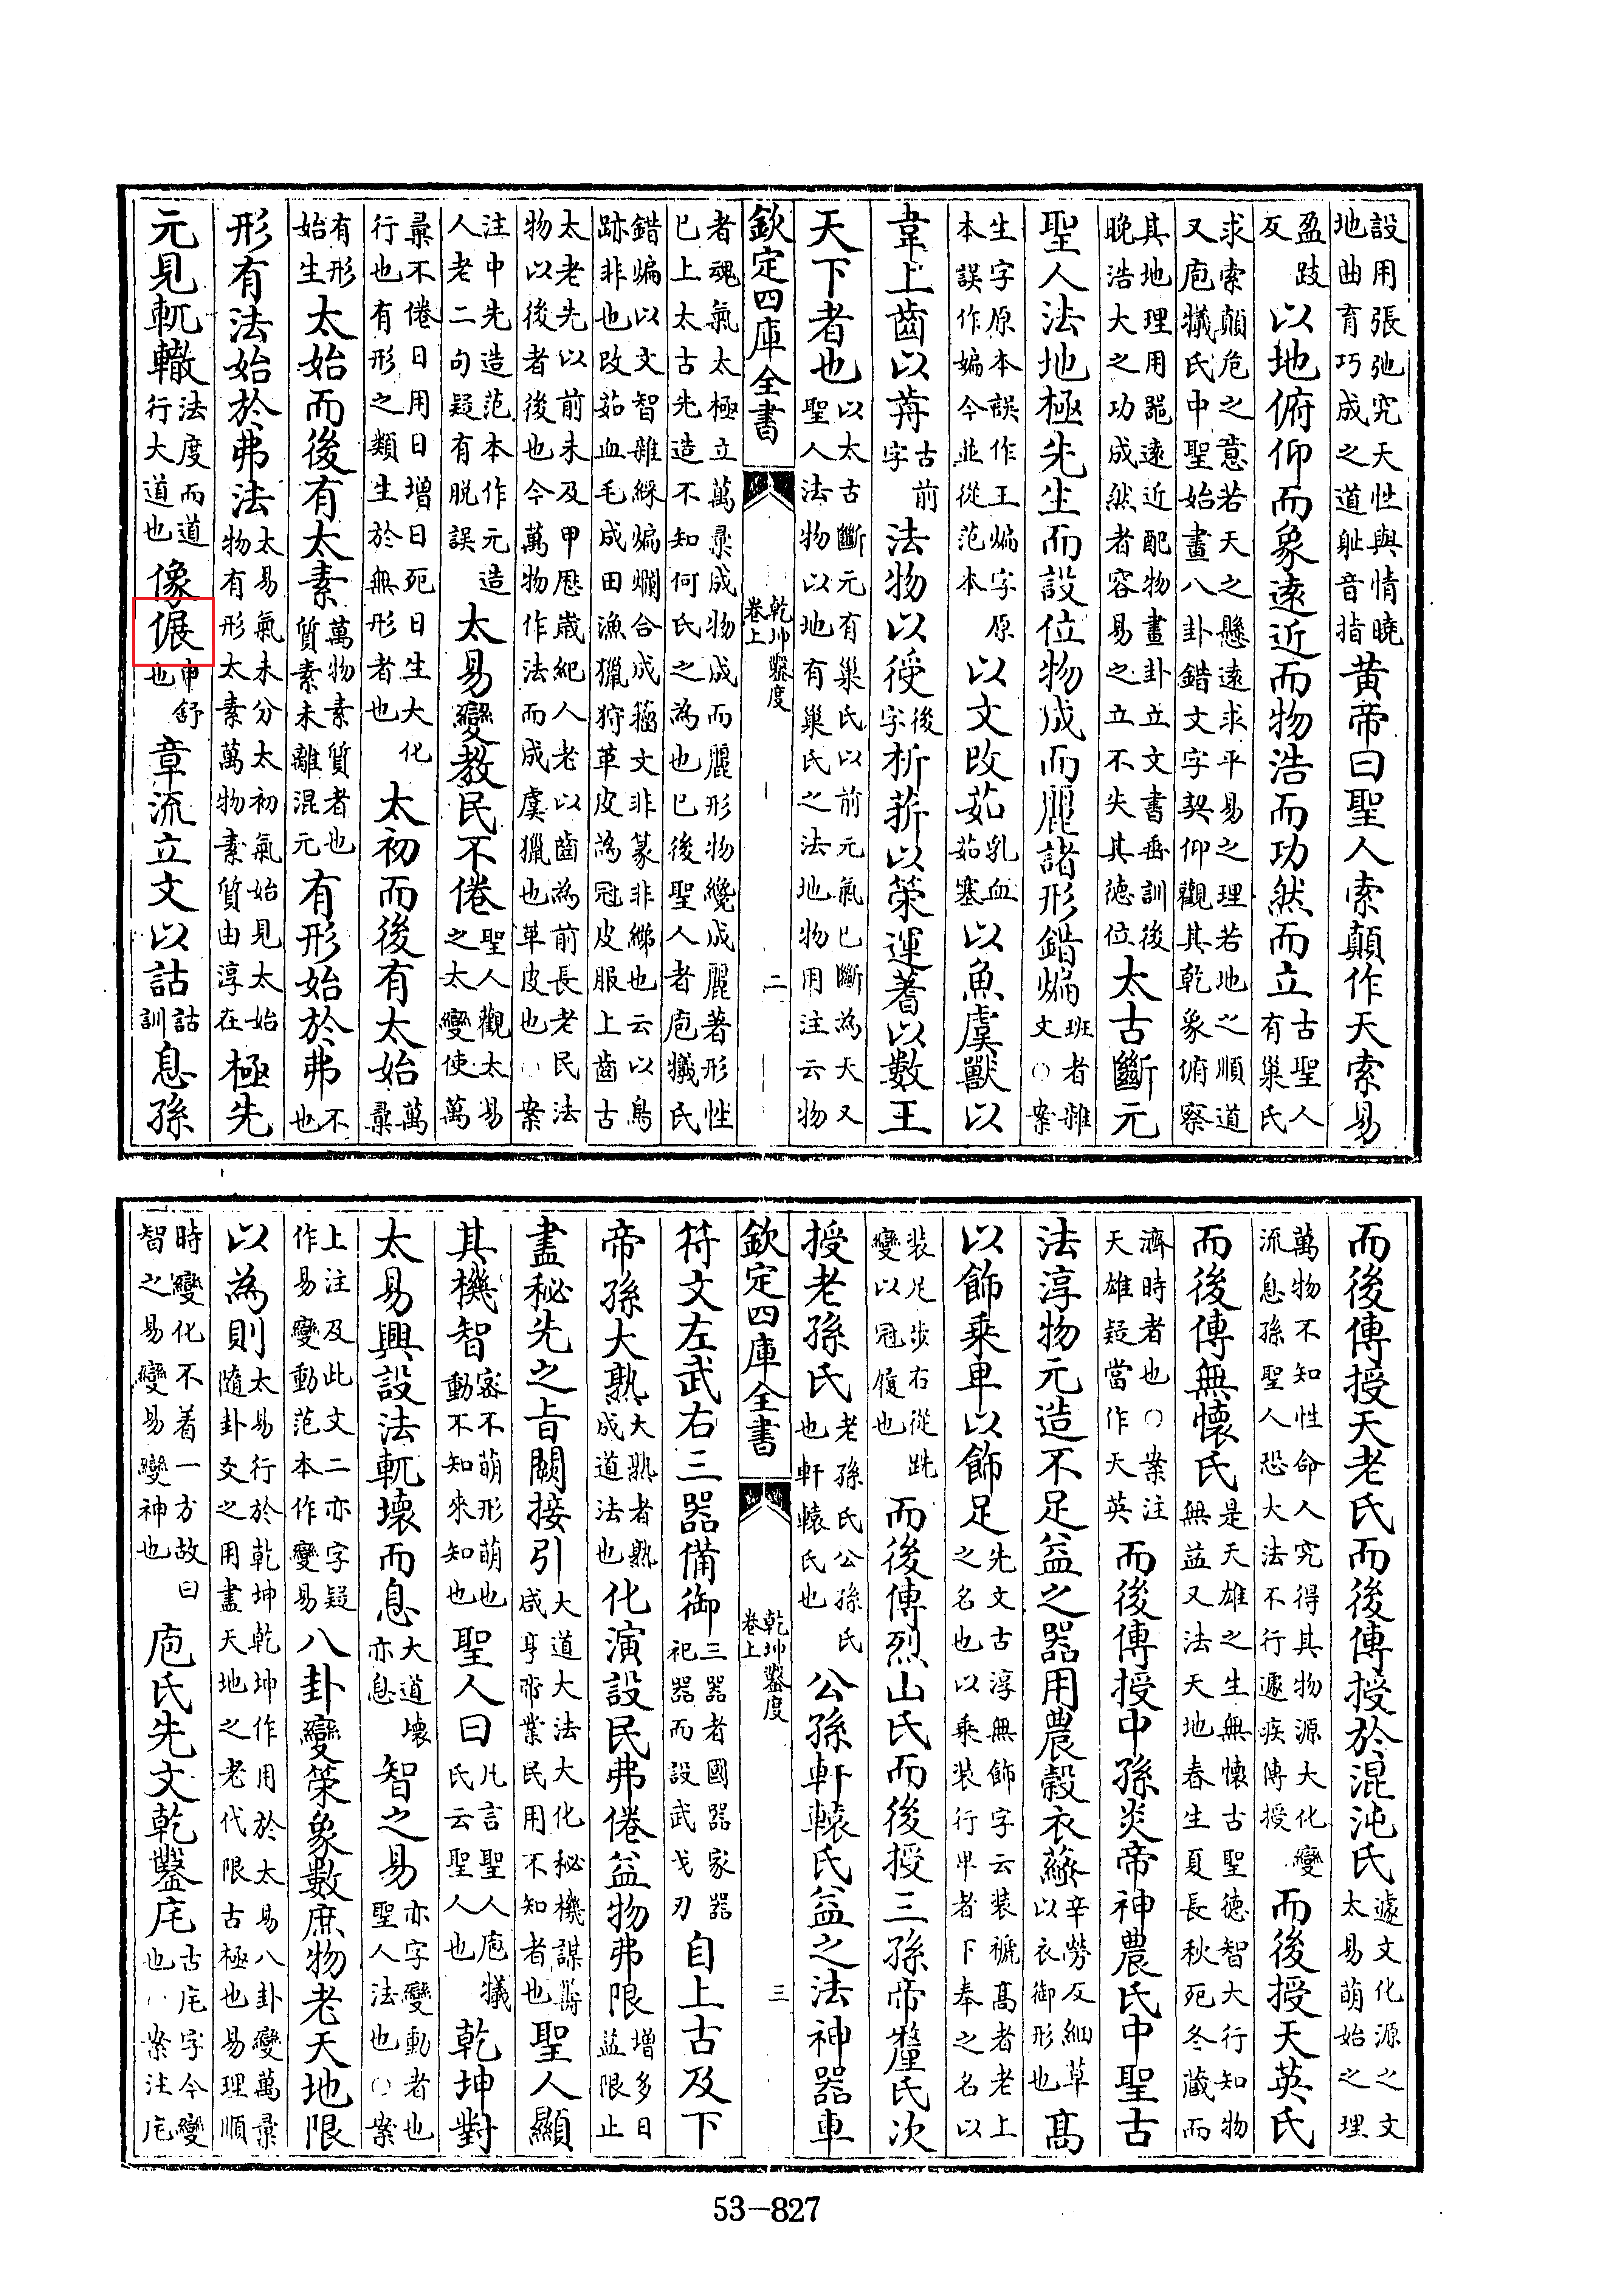 設用張弛究天性與情曉地曲育巧成之道耻音指黃帝曰聖人索顛作天索易
盈跂反以地俯仰而象遠近而物浩而功然而立古聖人有巢氏
求索顛危之意若天之懸遠求平易之理若地之順道又庖犧氏中聖始畫八卦錯文字契仰觀其乾象俯察
其地理用器遠近配物畫卦立文書垂訓後晚浩大之功成然者容易之立不失其德位太古斷元
聖人法地極先生而設位物成而麗諸形錯煸班者雜文○案
生字原本誤作王煸字原本誤作媥今並從范本以文改茹乳血茹塞以魚虞獸以
韋上齒以古前字法物以後字析以策運蓍以數王
天下者也以太古斷元有巢氏以前元氣已斷為天又聖人法物以地有巢氏之法地物用注云物
欽定四庫全書 乾坤鑿度卷上 二
者魂氣太極立萬彙成物成而麗形物纔成麗著形性已上太古先造不知何氏之為也已後聖人者庖犧氏
錯煸以文智雜綵煸斕合成籀文非篆非綈也云以鳥跡非也改茹血毛成田漁獵狩革皮為冠皮服上齒古
太老先以前未及甲歷歲紀人老以齒為前長老民法物以後者後也今萬物作法而成虞獵也革皮也○案
注中先造范本作元造人老二句疑有脫誤太易變教民不倦聖人觀太易之太變使萬
彙不倦日用日增日死日生大化行也有形之類生於無形者也太初而後有太始萬彙
有形始生太始而後有太素萬物素質者也質素未離混元有形始於弗不也
形有法始於弗法太易氣未分太初氣始見太始物有形形太素萬物素質由淳在極先
元見軏轍法度而道行大道也像申舒也章流立文以詁詁訓息孫
而後傳授天老氏而後傳授於混沌氏遽文化源之文太易萌始之理
萬物不知性命人究得其物源大化變流息孫聖人恐大法不行遽疾傳授而後授天英氏
而後傳無懷氏是天雄之生無懷古聖德智大行知物無益又法天地春生夏長秋死冬藏而
濟時者也○案注天雄疑當作天英而後傳授中孫炎帝神農氏中聖古
法淳物元造不足益之器用農穀衣辛勞反細草以衣御形也高
以飾乘車以飾足先文古淳無飾字云裝褫高者老上之名也以乘裝行甲者下奉之名以
裝足步右從跣變以冠履也而後傳烈山氏而後授三孫帝釐氏次
授老孫氏老孫氏公孫氏也軒轅氏也公孫軒轅氏益之法神器車
欽定四庫全書 乾坤鑿度卷上 三
符文左武右三器備御三器者國器家器祀器而設武戈刃自上古及下
帝孫大熟大熟者熟成道法也化演設民弗倦益物弗限增多日益限止
盡秘先之旨闕接引大道大法大化秘機謀籌咸亨帝業民用不知者也聖人顯
其機智密不萌形萌也動不知來知也聖人曰凡言聖人庖犧氏云聖人也乾坤對
太易興設法軏壞而息大道壞亦息智之易亦字變動者也聖人法也○案
上注及此文二亦字疑作易變動范本作變易八卦變策象數庶物老天地限
以為則太易行於乾坤乾坤作用於太易八卦變萬彙隨卦爻之用盡天地之老代限古極也易理順
時變化不着一方故曰智之易變易變神也庖氏先文乾鑿㡯古㡯字今變也○案注㡯
53—827